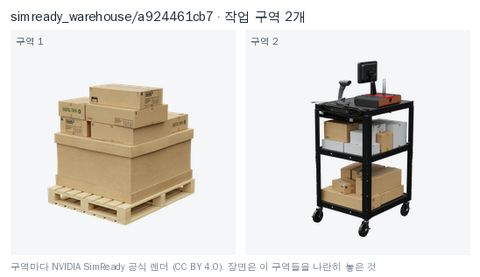 simready_warehouse/a924461cb7 · 작업 구역 2개
구역 1
구역 2
구역마다 NVIDIA SimReady 공식 렌더 (CC BY 4.0). 장면은 이 구역들을 나란히 놓은 것